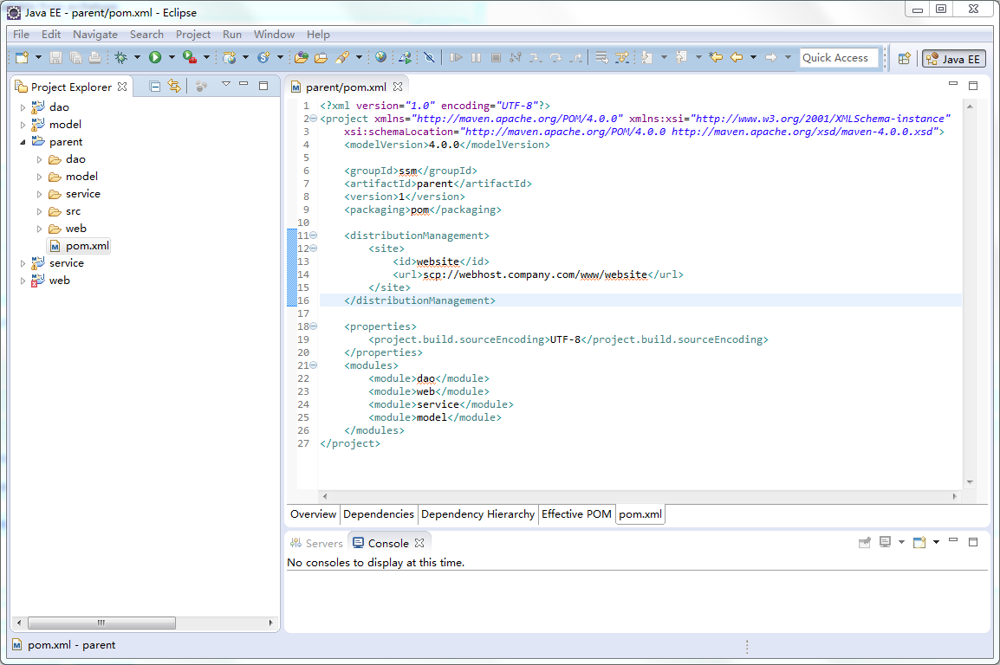 Java EE - parent/pom.xml - Eclipse
File Edit Navigate Search Project Run Window Help
Quick Access
Java EE
Project Explorer
dao
model
parent
dao
model
service
src
web
pom.xml
service
web
parent/pom.xml
1 <?xml version="1.0" encoding="UTF-8"?>
2 <project xmlns="http://maven.apache.org/POM/4.0.0" xmlns:xsi="http://www.w3.org/2001/XMLSchema-instance"
3 xsi:schemaLocation="http://maven.apache.org/POM/4.0.0 http://maven.apache.org/xsd/maven-4.0.0.xsd">
4 <modelVersion>4.0.0</modelVersion>
5
6 <groupId>ssm</groupId>
7 <artifactId>parent</artifactId>
8 <version>1</version>
9 <packaging>pom</packaging>
10
11 <distributionManagement>
12 <site>
13 <id>website</id>
14 <url>scp://webhost.company.com/www/website</url>
15 </site>
16 </distributionManagement>
17
18 <properties>
19 <project.build.sourceEncoding>UTF-8</project.build.sourceEncoding>
20 </properties>
21 <modules>
22 <module>dao</module>
23 <module>web</module>
24 <module>service</module>
25 <module>model</module>
26 </modules>
27 </project>
Overview Dependencies Dependency Hierarchy Effective POM pom.xml
Servers Console
No consoles to display at this time.
pom.xml - parent